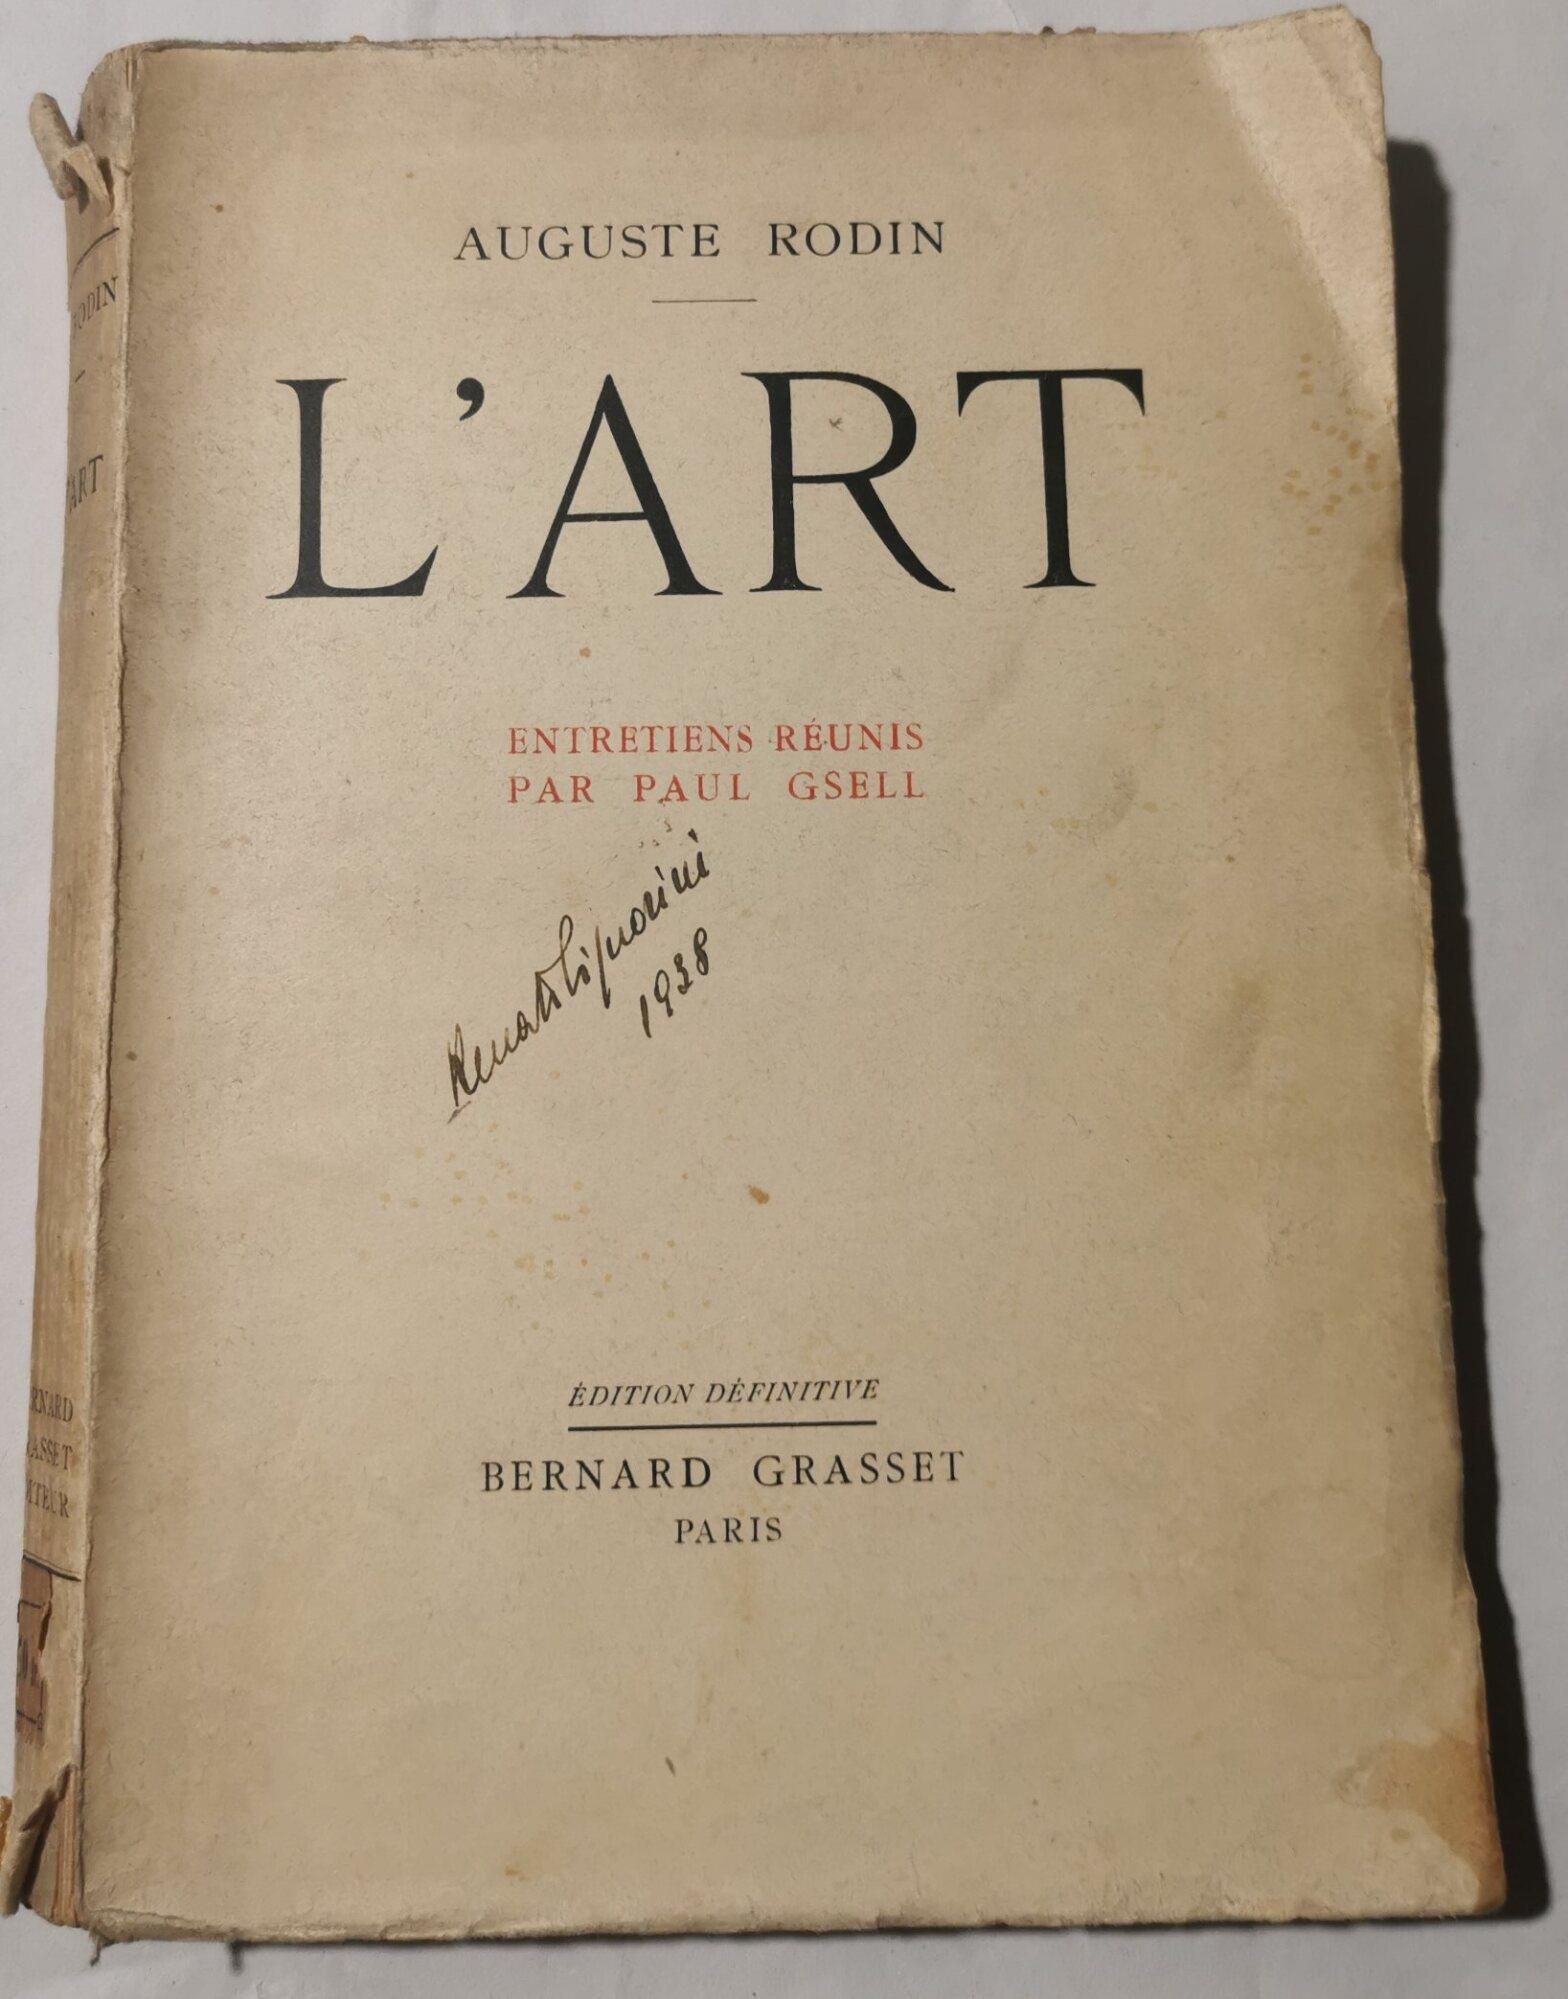 AUGUSTE RODIN
L'ART
ENTRETIENS RÉUNIS
PAR PAUL GSELL
1938
ÉDITION DÉFINITIVE
BERNARD GRASSET
PARIS
RODIN
ART